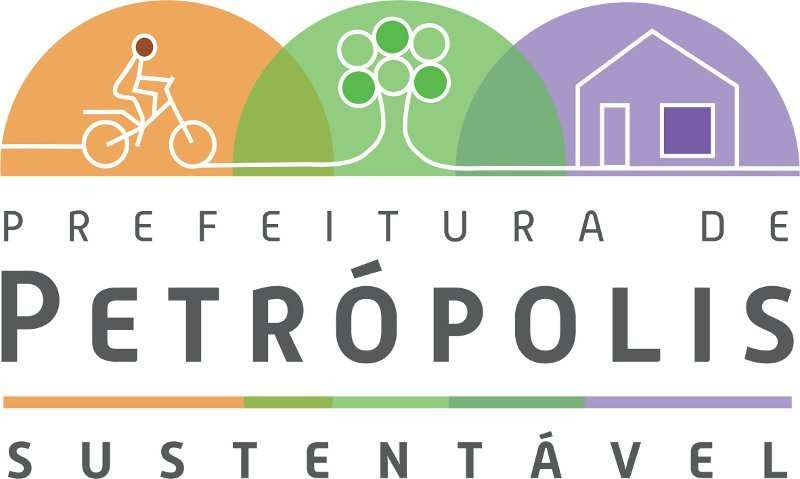 PREFEITURA DE
PETRÓPOLIS
SUSTENTÁVEL